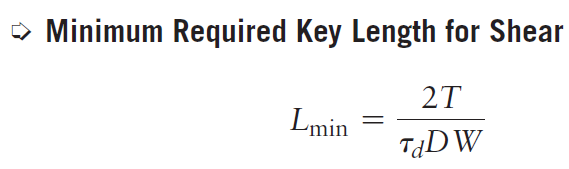 ➪ Minimum Required Key Length for Shear
L_min = 2T / τ_d D W